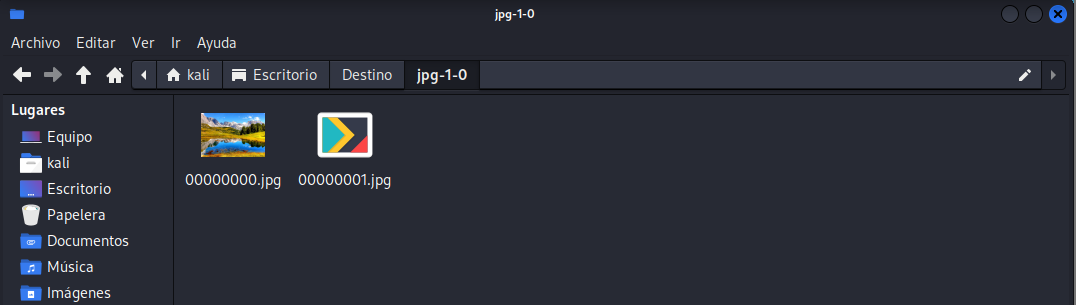 jpg-1-0
Archivo Editar Ver Ir Ayuda
kali Escritorio Destino jpg-1-0
Lugares
Equipo
kali
Escritorio
Papelera
Documentos
Música
Imágenes
00000000.jpg 00000001.jpg